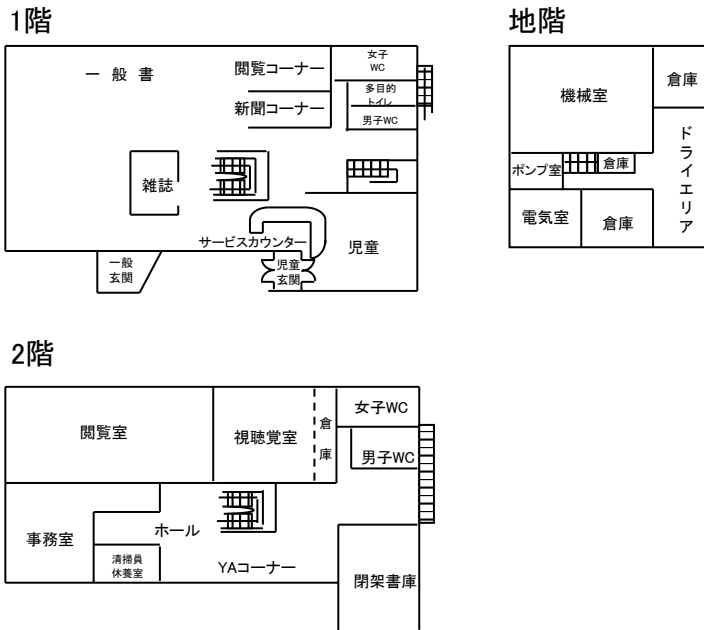 1階
一般書
閲覧コーナー
新聞コーナー
女子
WC
多目的
トイレ
男子WC
雑誌
サービスカウンター
児童
一般
玄関
児童
玄関
地階
機械室
倉庫
ドライエリア
ポンプ室
倉庫
電気室
倉庫
2階
閲覧室
視聴覚室
倉庫
女子WC
男子WC
事務室
ホール
清掃員
休養室
YAコーナー
閉架書庫